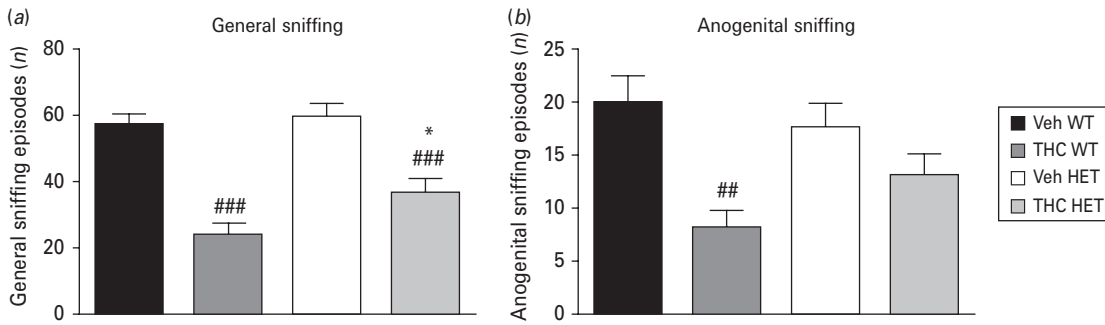 (a)
General sniffing
General sniffing episodes (n)
80
60
40
20
0
###
*
###
(b)
Anogenital sniffing
Anogenital sniffing episodes (n)
25
20
15
10
5
0
##
Veh WT
THC WT
Veh HET
THC HET